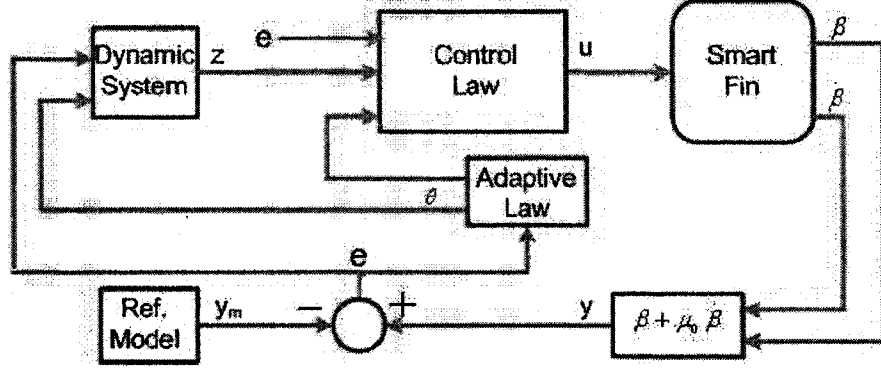 Dynamic
System
z
e
Control
Law
u
Smart
Fin
β
β̇
Adaptive
Law
θ
e
Ref.
Model
yₘ
−
+
y
β + μ₀ β̇